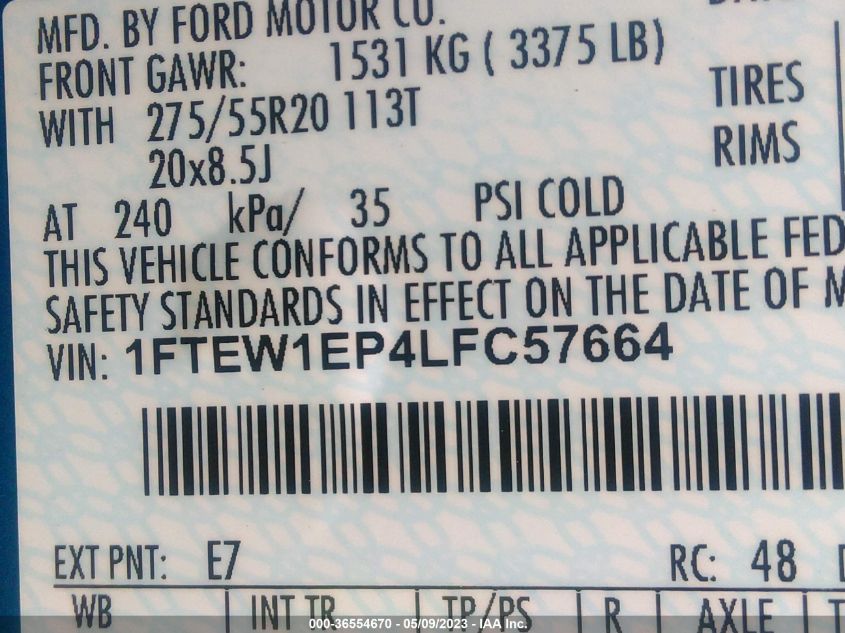 MFD. BY FORD MOTOR CO.
FRONT GAWR: 1531 KG ( 3375 LB)
WITH 275/55R20 113T TIRES
20x8.5J RIMS
AT 240 kPa/ 35 PSI COLD
THIS VEHICLE CONFORMS TO ALL APPLICABLE FED
SAFETY STANDARDS IN EFFECT ON THE DATE OF M
VIN: 1FTEW1EP4LFC57664
EXT PNT: E7 RC: 48
WB INT TR TP/PS R AXLE T
000-36554670 - 05/09/2023 - IAA Inc.